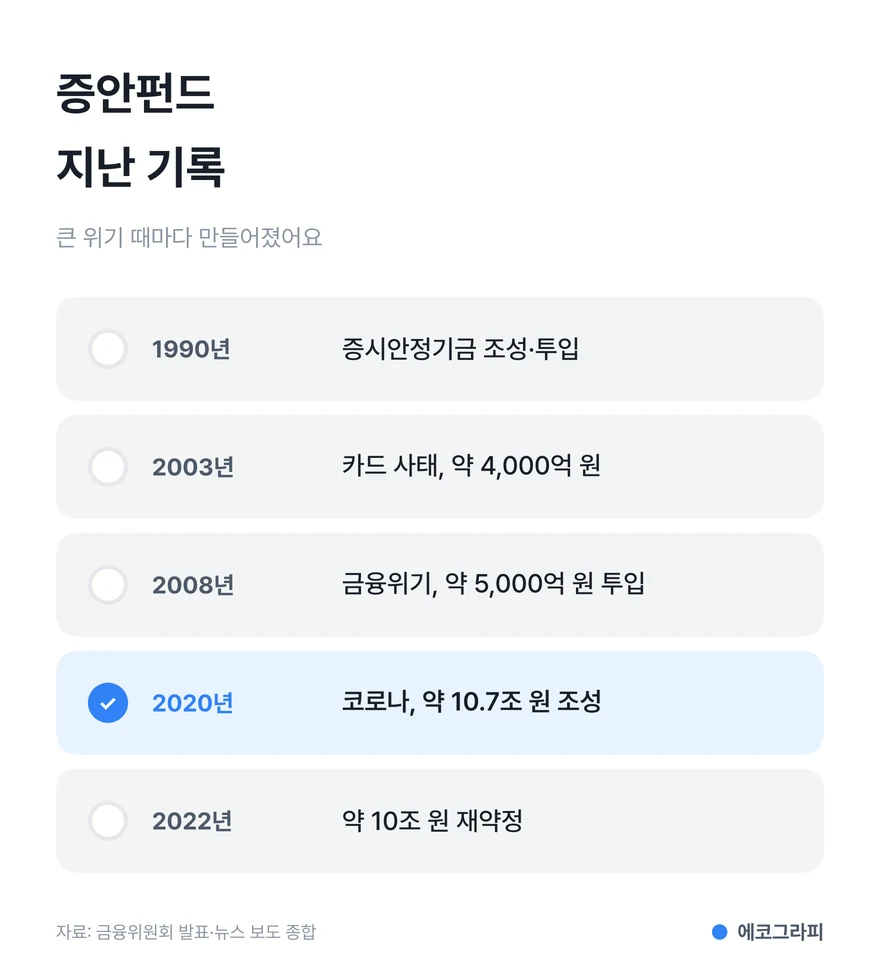 증안펀드
지난 기록
큰 위기 때마다 만들어졌어요
1990년 증시안정기금 조성·투입
2003년 카드 사태, 약 4,000억 원
2008년 금융위기, 약 5,000억 원 투입
2020년 코로나, 약 10.7조 원 조성
2022년 약 10조 원 재약정
자료: 금융위원회 발표·뉴스 보도 종합 에코그라피